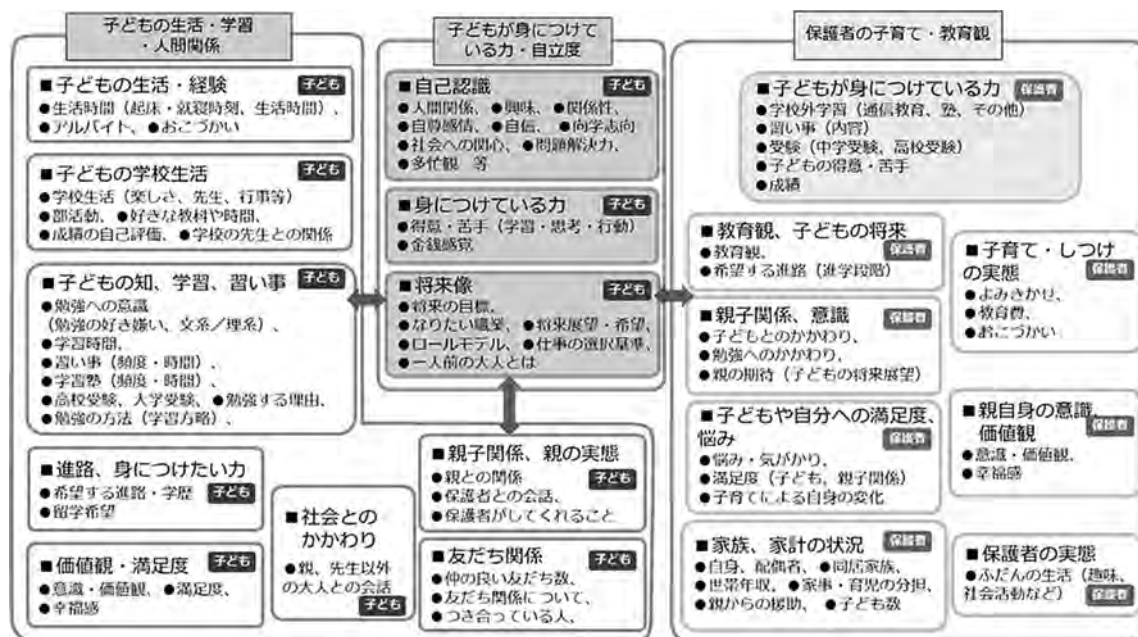 子どもの生活・学習
・人間関係
■子どもの生活・経験
子ども
●生活時間（起床・就寝時刻、生活時間）、
●アルバイト、●おこづかい
■子どもの学校生活
子ども
●学校生活（楽しさ、先生、行事等）
●部活動、●好きな教科や時間、
●成績の自己評価、●学校の先生との関係
■子どもの知、学習、習い事
子ども
●勉強への意識
（勉強の好き嫌い、文系／理系）、
●学習時間、
●習い事（頻度・時間）、
●学習塾（頻度・時間）、
●高校受験、大学受験、●勉強する理由、
●勉強の方法（学習方略）、
■進路、身につけたい力
●希望する進路・学歴
子ども
●留学希望
■価値観・満足度
子ども
●意識・価値観、●満足度、
●幸福感
■社会との
かかわり
●親、先生以外
の大人との会話
子ども
子どもが身につけて
いる力・自立度
■自己認識
子ども
●人間関係、●興味、●関係性、
●自尊感情、●自信、●向学志向
●社会への関心、●問題解決力、
●多忙観　等
■身につけている力
子ども
●得意・苦手（学習・思考・行動）
●金銭感覚
■将来像
子ども
●将来の目標、
●なりたい職業、●将来展望・希望、
●ロールモデル、●仕事の選択基準、
●一人前の大人とは
■親子関係、親の実態
子ども
●親との関係
●保護者との会話、
●保護者がしてくれること
■友だち関係
子ども
●仲の良い友だち数、
●友だち関係について、
●つき合っている人、
保護者の子育て・教育観
■子どもが身につけている力
保護者
●学校外学習（通信教育、塾、その他）
●習い事（内容）
●受験（中学受験、高校受験）
●子どもの得意・苦手
●成績
■教育観、子どもの将来
●教育観、
保護者
●希望する進路（進学段階）
■親子関係、意識
保護者
●子どもとのかかわり、
●勉強へのかかわり、
●親の期待（子どもの将来展望）
■子どもや自分への満足度、
悩み
保護者
●悩み・気がかり、
●満足度（子ども、親子関係）
●子育てによる自身の変化
■家族、家計の状況
保護者
●自身、配偶者、●同居家族、
●世帯年収、●家事・育児の分担、
●親からの援助、●子ども数
■子育て・しつけ
の実態
保護者
●よみきかせ、
●教育費、
●おこづかい
■親自身の意識、
価値観
保護者
●意識・価値観、
●幸福感
■保護者の実態
●ふだんの生活（趣味、
社会活動など）
保護者